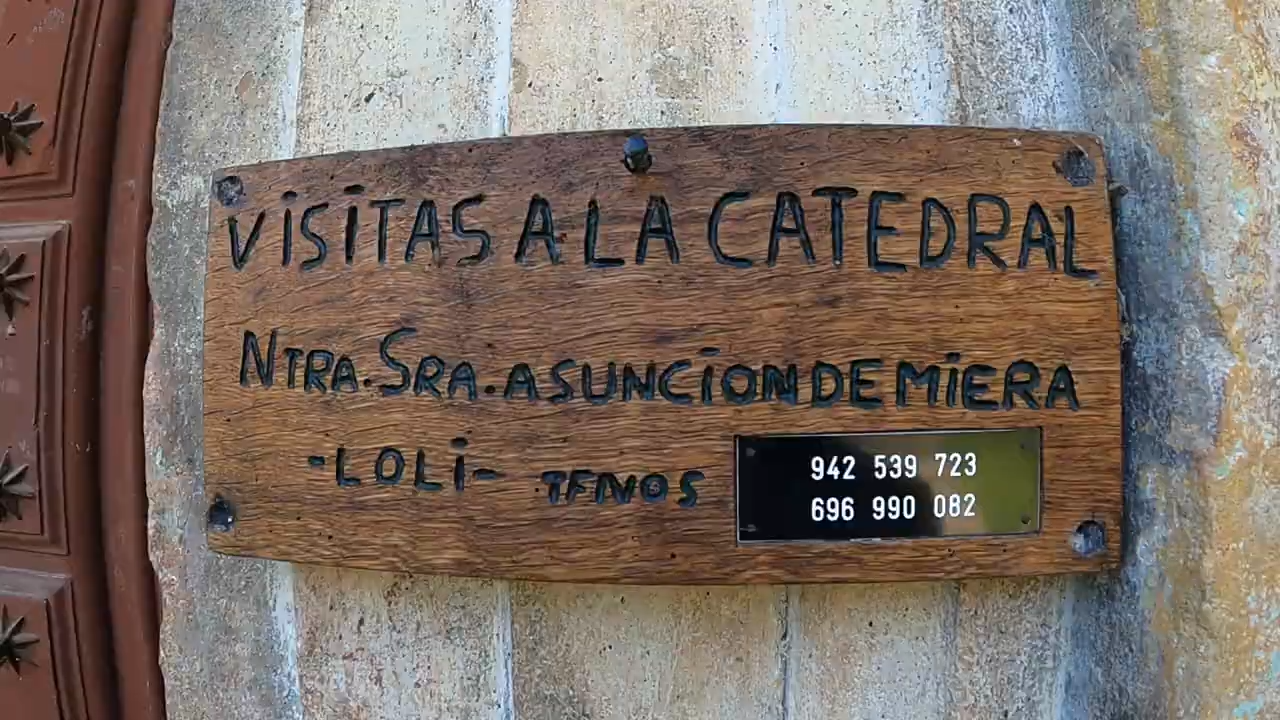 VISITAS A LA CATEDRAL
NTRA. SRA. ASUNCION DE MIERA
-LOLI- TFNOS
942 539 723
696 990 082